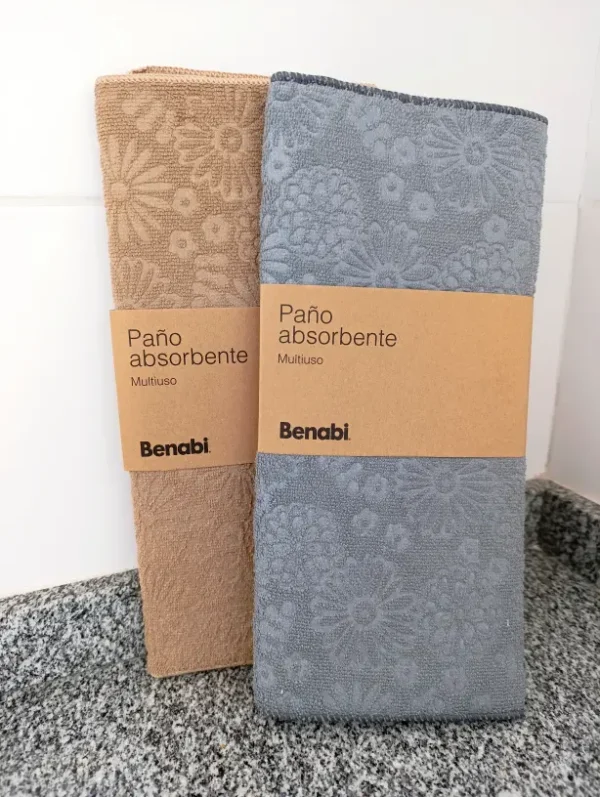 Paño
absorbente
Multiuso
Benabi
Paño
absorbente
Multiuso
Benabi